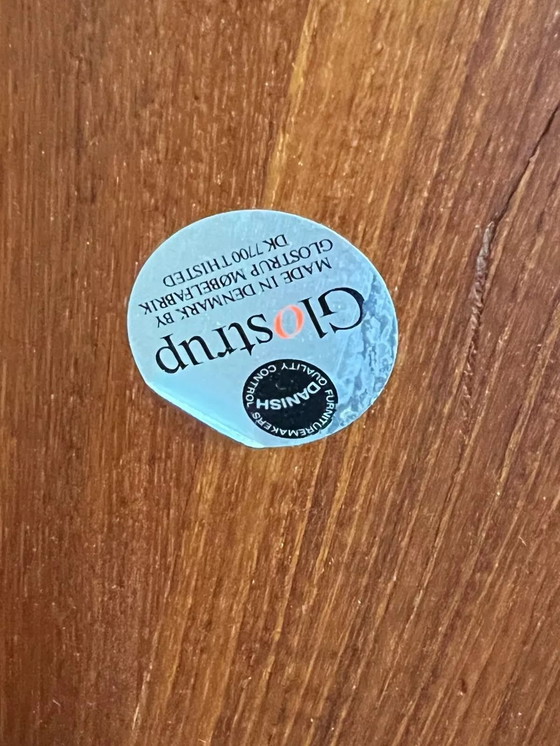 FURNITUREMAKERS
DANISH
QUALITY CONTROL
Glostrup
MADE IN DENMARK BY
GLOSTRUP MØBELFABRIK
DK 7700 THISTED